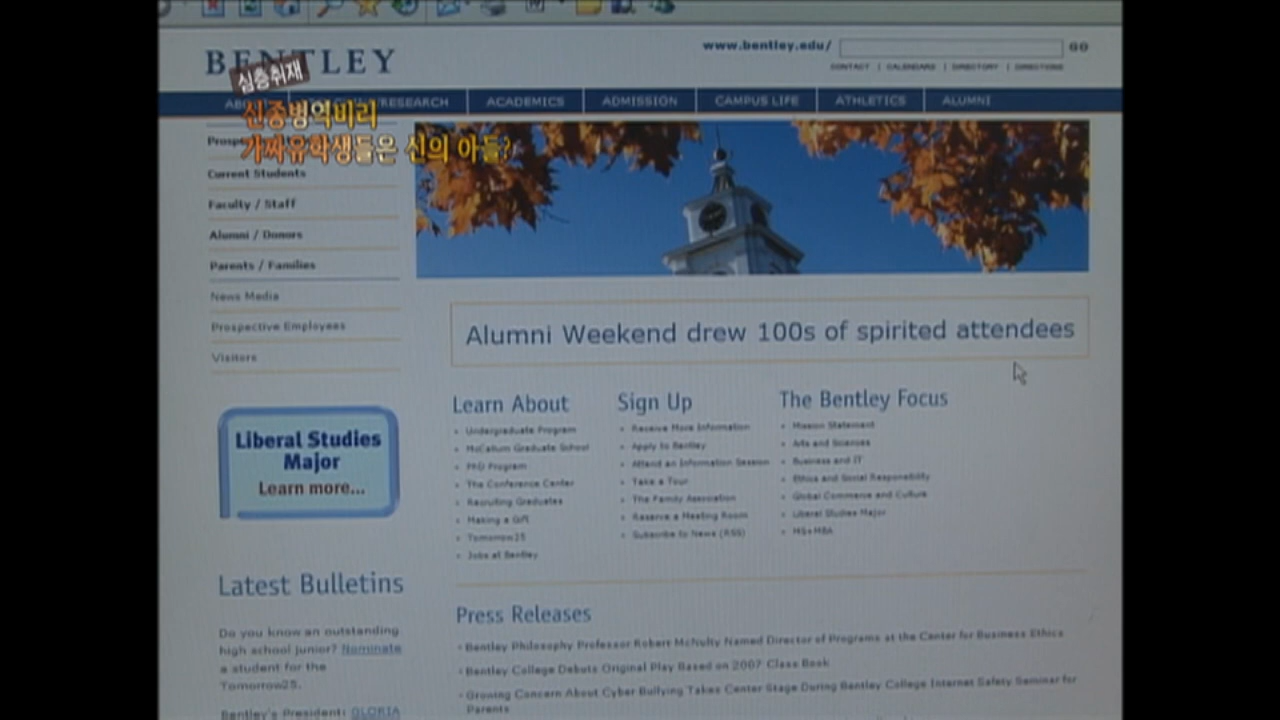 www.bentley.edu/ GO
BENTLEY
심층취재
CONTACT | CALENDARS | DIRECTORY | DIRECTIONS
RESEARCH ACADEMICS ADMISSION CAMPUS LIFE ATHLETICS ALUMNI
신종병역비리
가짜유학생들은 신의 아들?
Current Students
Faculty / Staff
Alumni / Donors
Parents / Families
News Media
Prospective Employees
Visitors
Alumni Weekend drew 100s of spirited attendees
Liberal Studies
Major
Learn more...
Learn About
Undergraduate Program
McCallum Graduate School
PhD Program
The Conference Center
Recruiting Graduates
Making a Gift
Tomorrow25
Jobs at Bentley
Sign Up
Receive More Information
Apply to Bentley
Attend an Information Session
Take a Tour
The Family Association
Reserve a Meeting Room
Subscribe to News (RSS)
The Bentley Focus
Mission Statement
Arts and Sciences
Business and IT
Ethics and Social Responsibility
Global Commerce and Culture
Liberal Studies Major
MS+MBA
Latest Bulletins
Do you know an outstanding
high school junior? Nominate
a student for the
Tomorrow25.
Bentley's President: GLORIA
Press Releases
Bentley Philosophy Professor Robert McNulty Named Director of Programs at the Center for Business Ethics
Bentley College Debuts Original Play Based on 2007 Class Book
Growing Concern About Cyber Bullying Takes Center Stage During Bentley College Internet Safety Seminar for
Parents